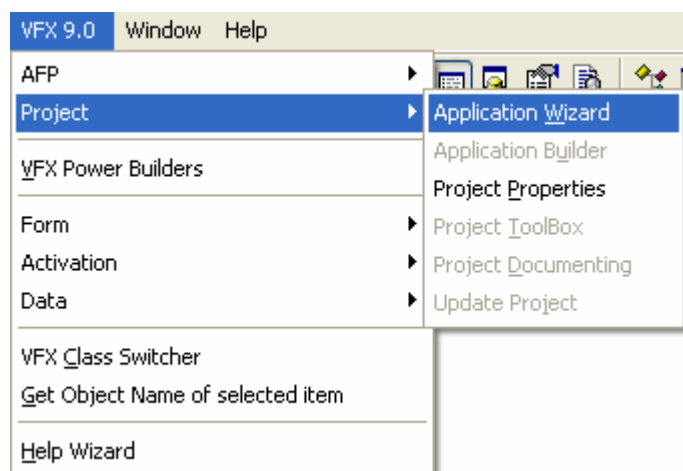 VFX 9.0 Window Help
AFP
Project
VFX Power Builders
Form
Activation
Data
VFX Class Switcher
Get Object Name of selected item
Help Wizard
Application Wizard
Application Builder
Project Properties
Project ToolBox
Project Documenting
Update Project